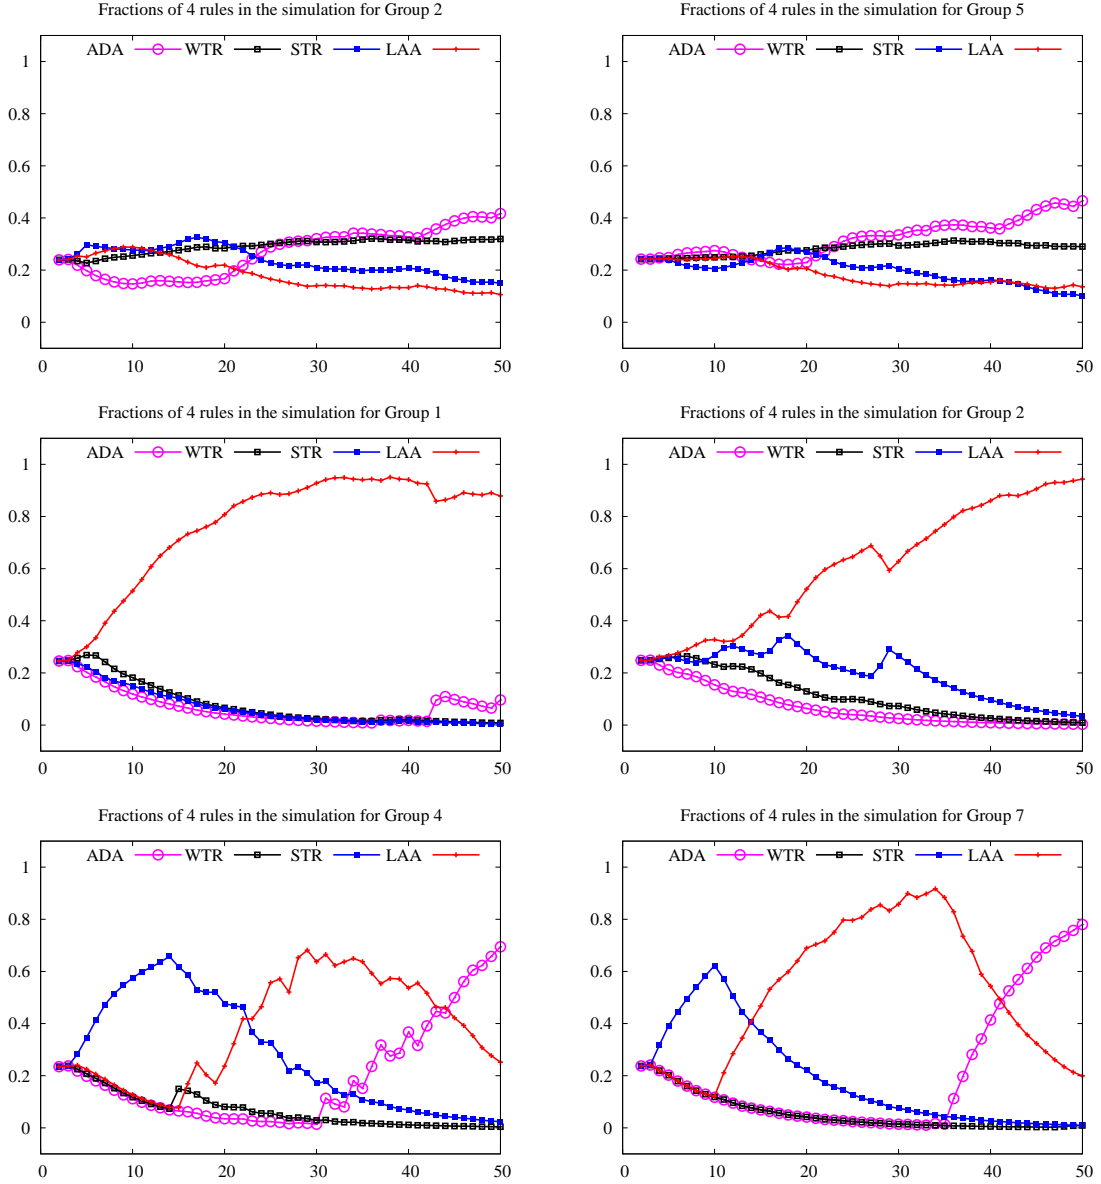 Fractions of 4 rules in the simulation for Group 2
ADA WTR STR LAA
1
0.8
0.6
0.4
0.2
0
0 10 20 30 40 50
Fractions of 4 rules in the simulation for Group 5
ADA WTR STR LAA
1
0.8
0.6
0.4
0.2
0
0 10 20 30 40 50
Fractions of 4 rules in the simulation for Group 1
ADA WTR STR LAA
1
0.8
0.6
0.4
0.2
0
0 10 20 30 40 50
Fractions of 4 rules in the simulation for Group 2
ADA WTR STR LAA
1
0.8
0.6
0.4
0.2
0
0 10 20 30 40 50
Fractions of 4 rules in the simulation for Group 4
ADA WTR STR LAA
1
0.8
0.6
0.4
0.2
0
0 10 20 30 40 50
Fractions of 4 rules in the simulation for Group 7
ADA WTR STR LAA
1
0.8
0.6
0.4
0.2
0
0 10 20 30 40 50